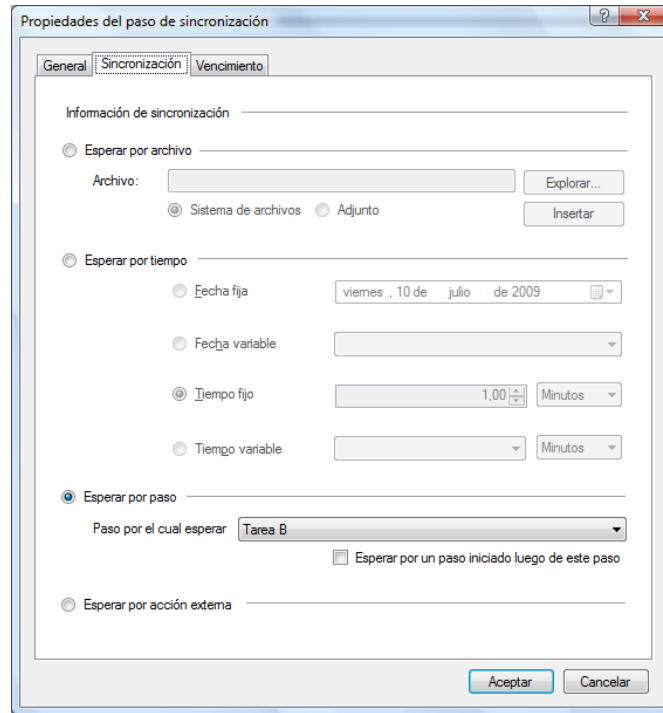 Propiedades del paso de sincronización
General Sincronización Vencimiento
Información de sincronización
Esperar por archivo
Archivo: Explorar...
Sistema de archivos Adjunto Insertar
Esperar por tiempo
Fecha fija viernes , 10 de julio de 2009
Fecha variable
Tiempo fijo 1,00 Minutos
Tiempo variable Minutos
Esperar por paso
Paso por el cual esperar Tarea B
Esperar por un paso iniciado luego de este paso
Esperar por acción externa
Aceptar Cancelar